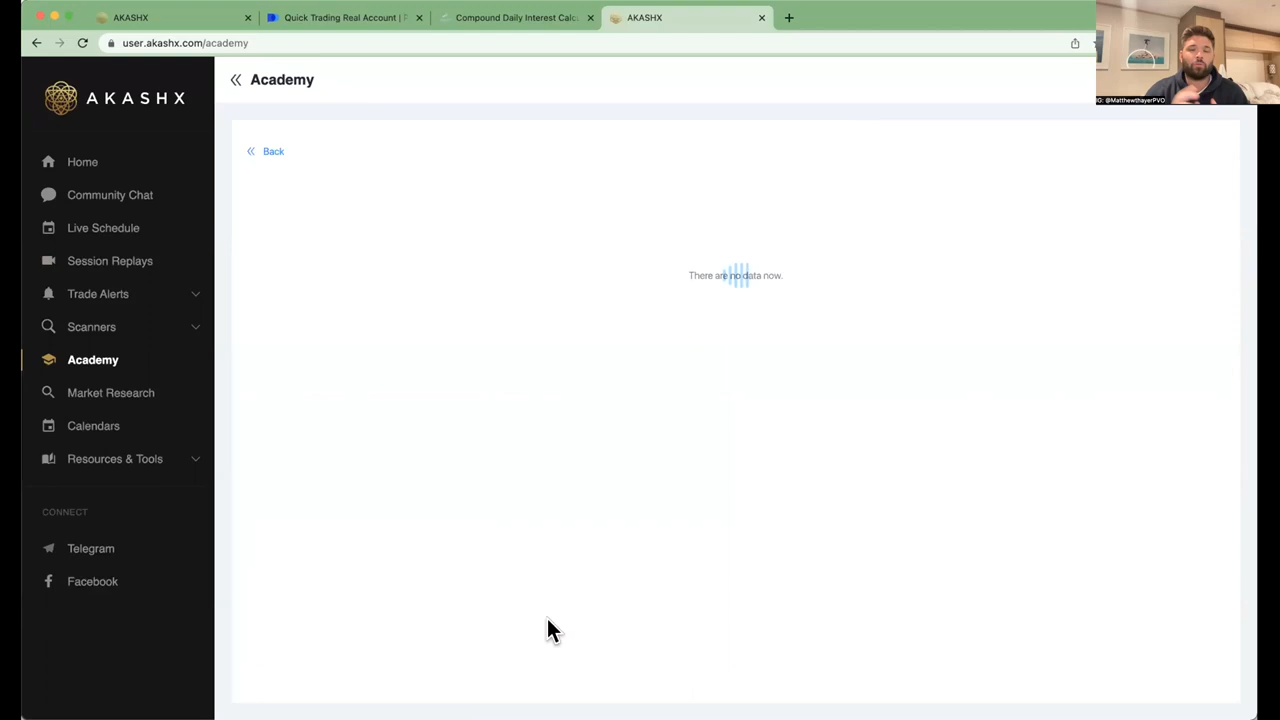 AKASHX
Quick Trading Real Account |
Compound Daily Interest Calc
AKASHX
user.akashx.com/academy
IG: @MatthewthayerPVO
AKASHX
Academy
Home
Community Chat
Live Schedule
Session Replays
Trade Alerts
Scanners
Academy
Market Research
Calendars
Resources & Tools
CONNECT
Telegram
Facebook
Back
There are no data now.